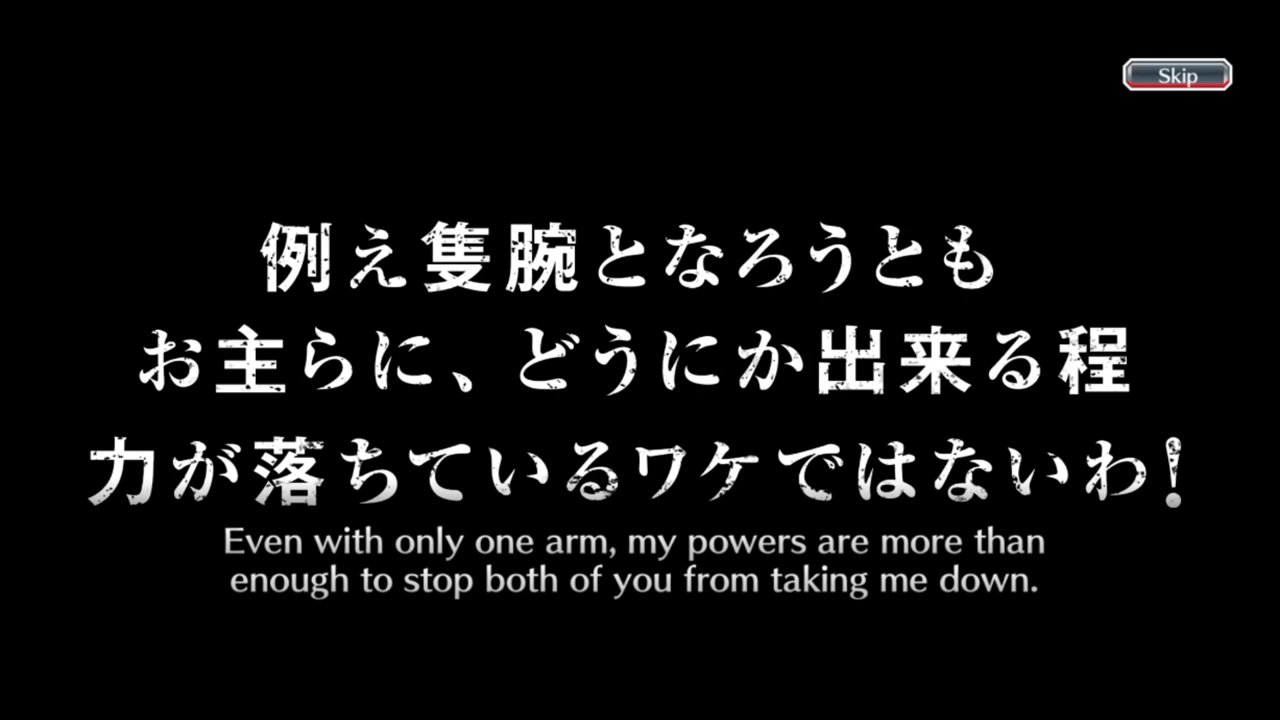 Skip
例え隻腕となろうとも
お主らに、どうにか出来る程
力が落ちているワケではないわ！
Even with only one arm, my powers are more than
enough to stop both of you from taking me down.